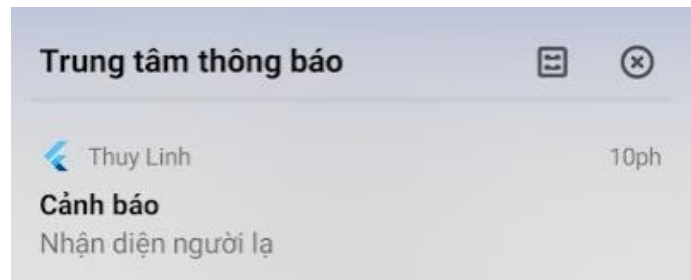 Trung tâm thông báo
Thuy Linh 10ph
Cảnh báo
Nhận diện người lạ